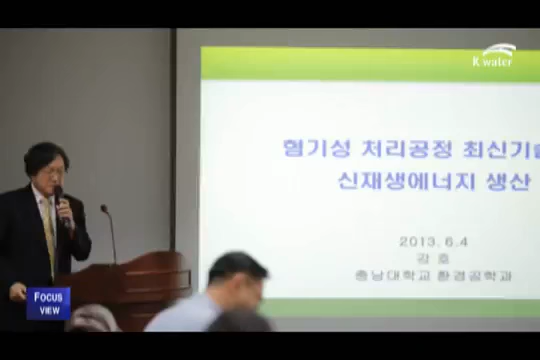 K water
혐기성 처리공정 최신기술
신재생에너지 생산
2013. 6.4
강 호
충남대학교 환경공학과
FOCUS
VIEW